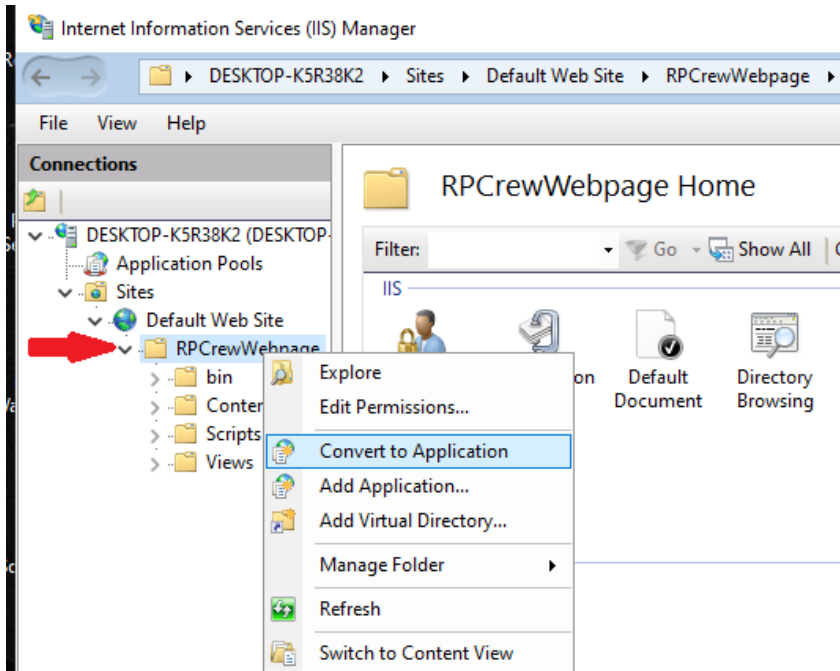 Internet Information Services (IIS) Manager
DESKTOP-K5R38K2 Sites Default Web Site RPCrewWebpage
File View Help
Connections
RPCrewWebpage Home
DESKTOP-K5R38K2 (DESKTOP-
Application Pools
Sites
Default Web Site
RPCrewWebpage
bin
Conten
Scripts
Views
Filter: Go Show All
IIS
on
Default Document
Directory Browsing
Explore
Edit Permissions...
Convert to Application
Add Application...
Add Virtual Directory...
Manage Folder
Refresh
Switch to Content View